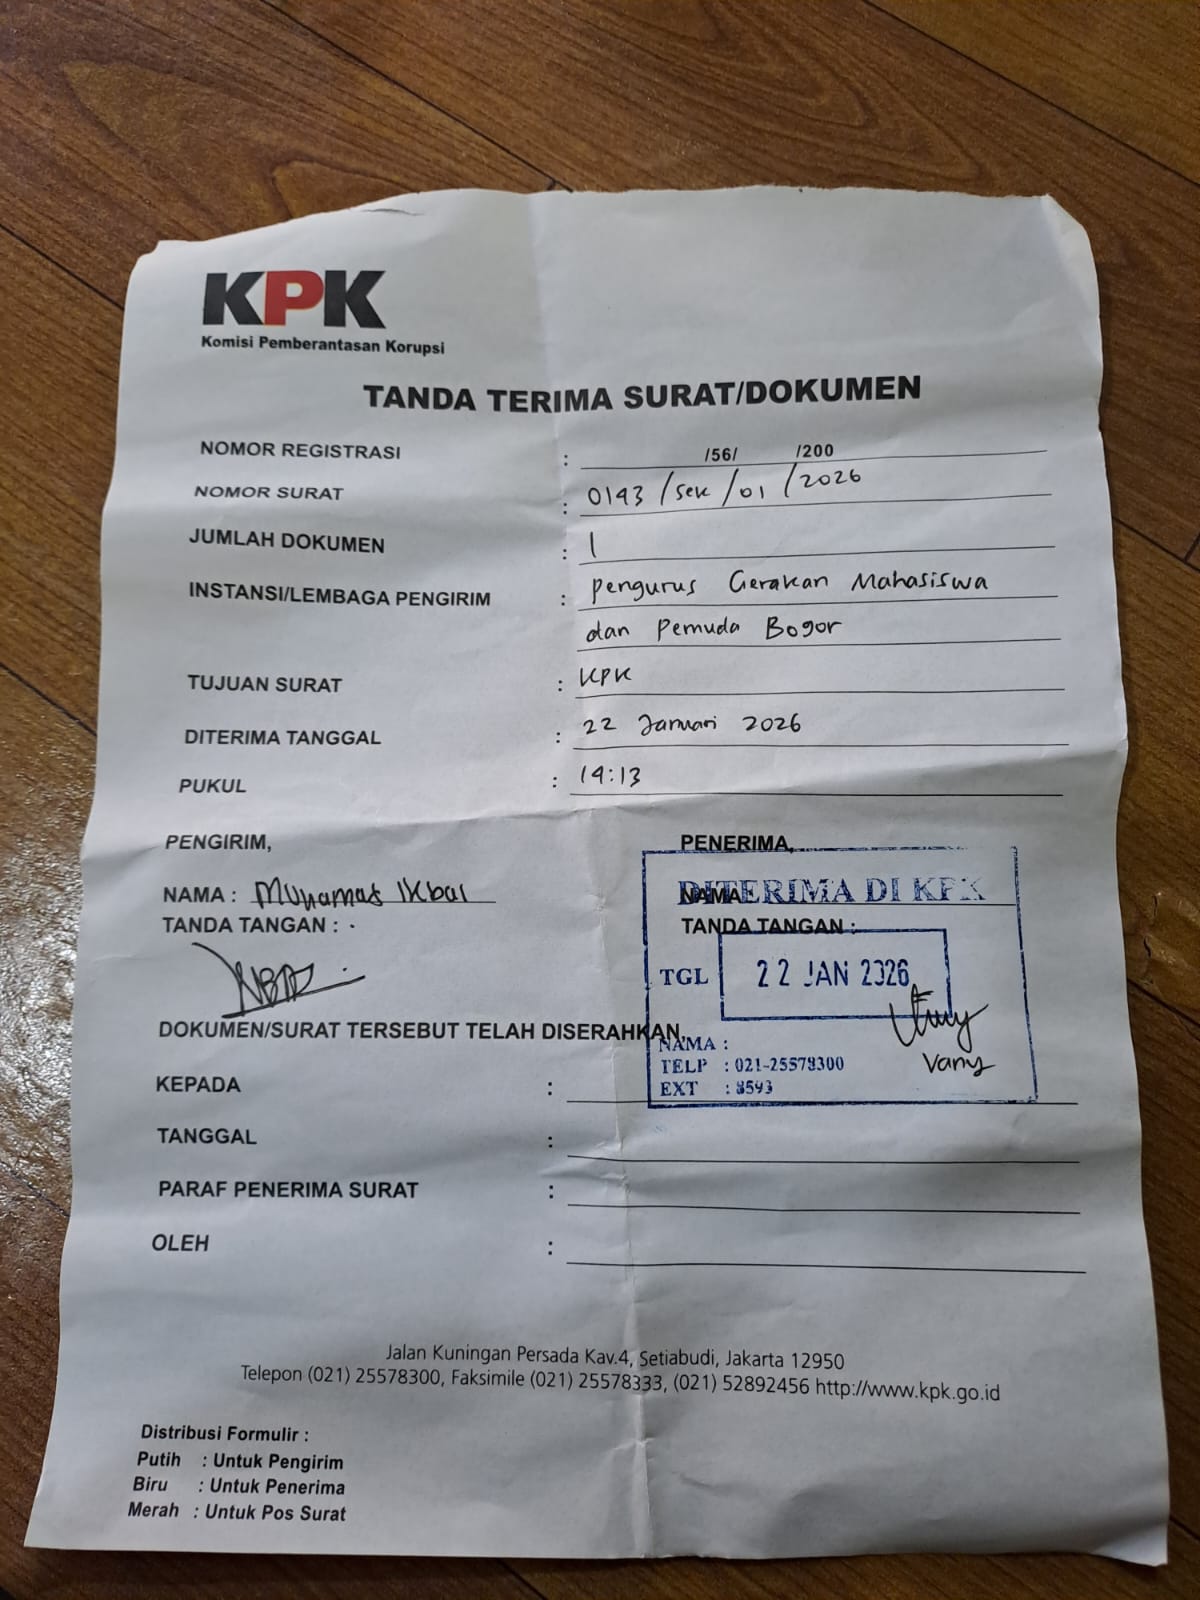 KPK
Komisi Pemberantasan Korupsi
TANDA TERIMA SURAT/DOKUMEN
NOMOR REGISTRASI : /56/ /200
NOMOR SURAT : 0143/sek/01/2026
JUMLAH DOKUMEN : 1
INSTANSI/LEMBAGA PENGIRIM : Pengurus Gerakan Mahasiswa
dan Pemuda Bogor
TUJUAN SURAT : KPK
DITERIMA TANGGAL : 22 Januari 2026
PUKUL : 14:13
PENGIRIM, PENERIMA,
NAMA : Muhamad Ikbal NAMA
DITERIMA DI KPK
TANDA TANGAN : TANDA TANGAN :
TGL 22 JAN 2026
DOKUMEN/SURAT TERSEBUT TELAH DISERAHKAN,
NAMA :
Vany
TELP : 021-25578300
EXT : 8593
KEPADA :
TANGGAL :
PARAF PENERIMA SURAT :
OLEH :
Jalan Kuningan Persada Kav.4, Setiabudi, Jakarta 12950
Telepon (021) 25578300, Faksimile (021) 25578333, (021) 52892456 http://www.kpk.go.id
Distribusi Formulir :
Putih : Untuk Pengirim
Biru : Untuk Penerima
Merah : Untuk Pos Surat